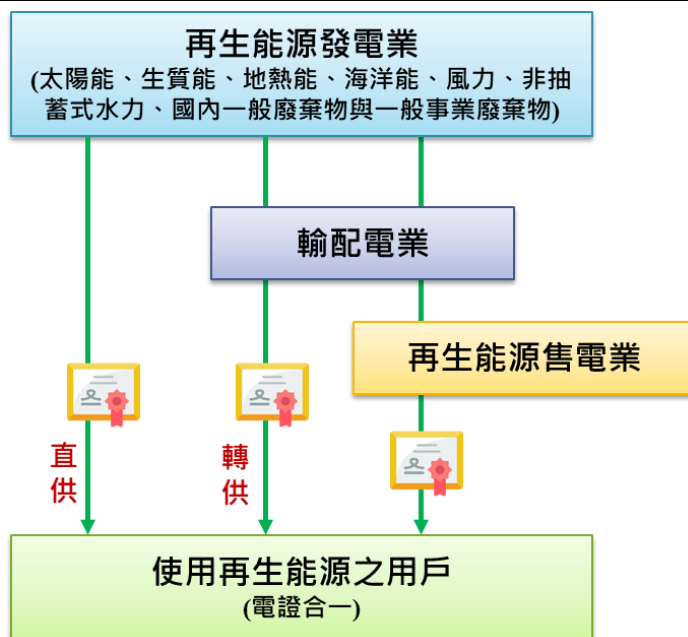 再生能源發電業
(太陽能、生質能、地熱能、海洋能、風力、非抽
蓄式水力、國內一般廢棄物與一般事業廢棄物)
輸配電業
再生能源售電業
直供
轉供
使用再生能源之用戶
(電證合一)